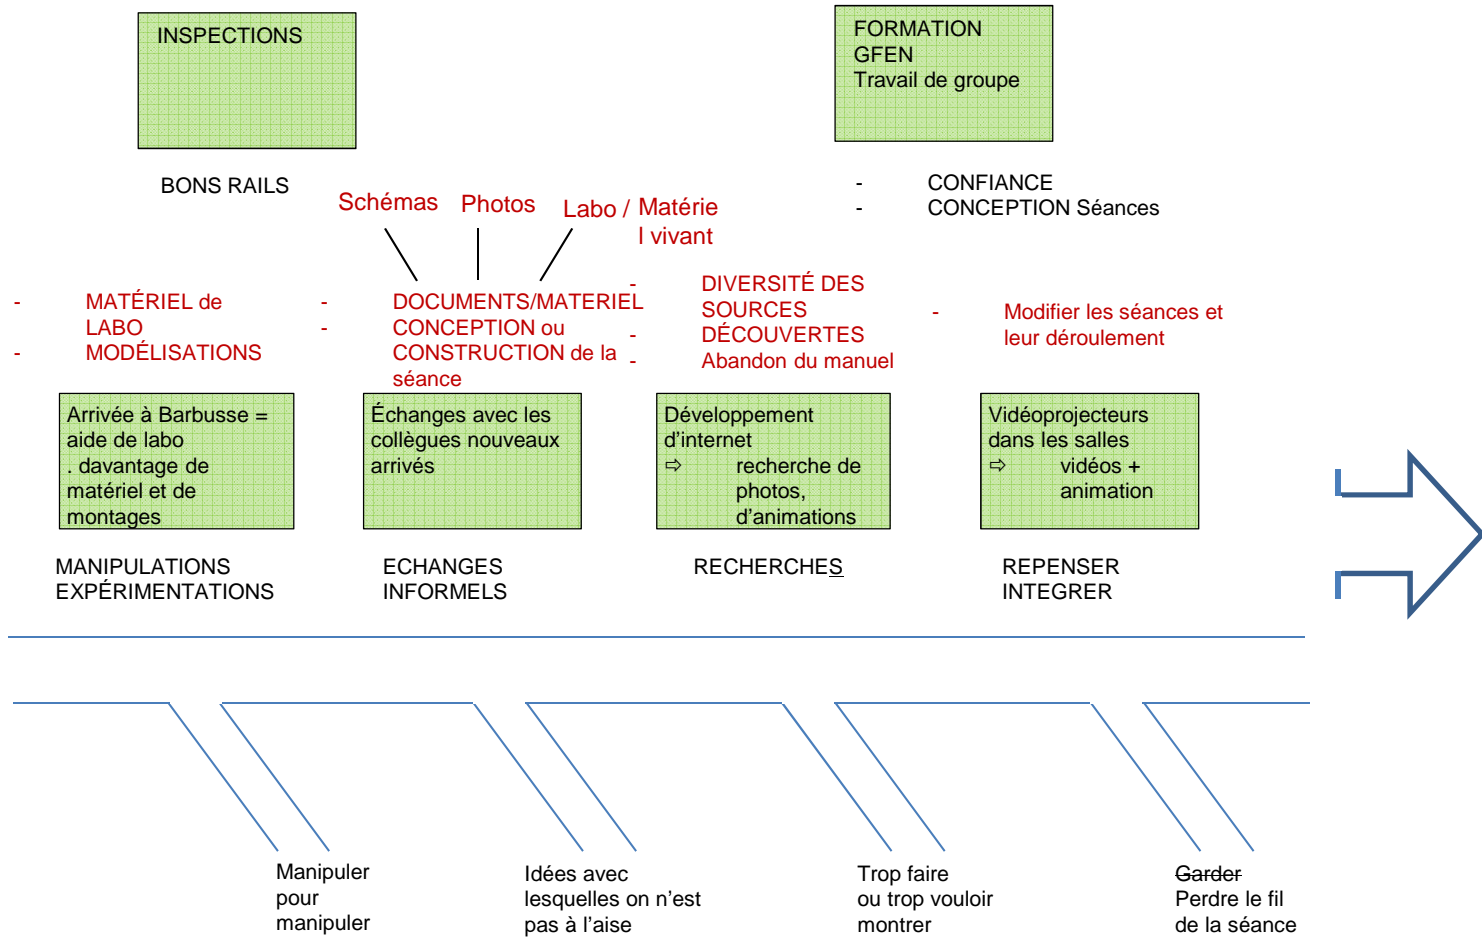 INSPECTIONS
FORMATION
GFEN
Travail de groupe
BONS RAILS
- CONFIANCE
- CONCEPTION Séances
Schémas
Photos
Labo /
Matérie
l vivant
- MATÉRIEL de
LABO
- MODÉLISATIONS
- DOCUMENTS/MATERIEL
- CONCEPTION ou
CONSTRUCTION de la
séance
- DIVERSITÉ DES
SOURCES
- DÉCOUVERTES
- Abandon du manuel
- Modifier les séances et
leur déroulement
Arrivée à Barbusse =
aide de labo
. davantage de
matériel et de
montages
Échanges avec les
collègues nouveaux
arrivés
Développement
d'internet
⇨ recherche de
photos,
d'animations
Vidéoprojecteurs
dans les salles
⇨ vidéos +
animation
MANIPULATIONS
EXPÉRIMENTATIONS
ECHANGES
INFORMELS
RECHERCHES
REPENSER
INTEGRER
Manipuler
pour
manipuler
Idées avec
lesquelles on n'est
pas à l'aise
Trop faire
ou trop vouloir
montrer
Garder
Perdre le fil
de la séance